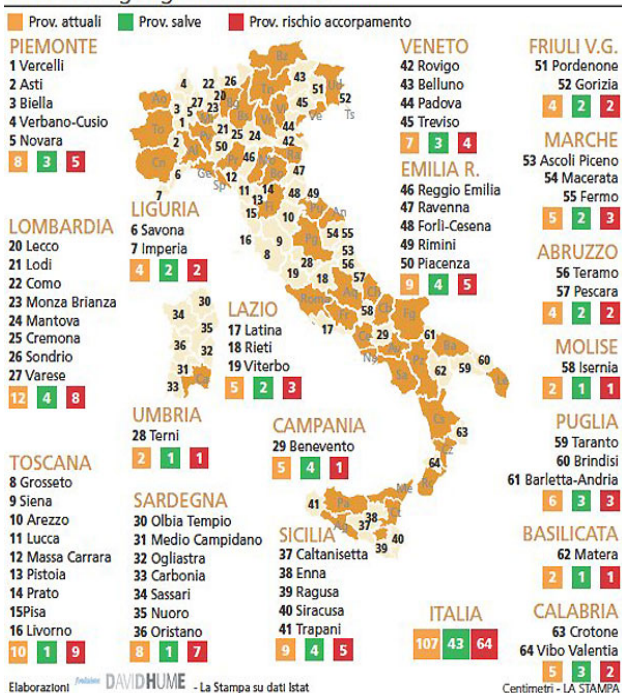 Prov. attuali Prov. salve Prov. rischio accorpamento
PIEMONTE
1 Vercelli
2 Asti
3 Biella
4 Verbano-Cusio
5 Novara
8 3 5
LOMBARDIA
20 Lecco
21 Lodi
22 Como
23 Monza Brianza
24 Mantova
25 Cremona
26 Sondrio
27 Varese
12 4 8
TOSCANA
8 Grosseto
9 Siena
10 Arezzo
11 Lucca
12 Massa Carrara
13 Pistoia
14 Prato
15Pisa
16 Livorno
10 1 9
LIGURIA
6 Savona
7 Imperia
4 2 2
LAZIO
17 Latina
18 Rieti
19 Viterbo
5 2 3
UMBRIA
28 Terni
2 1 1
SARDEGNA
30 Olbia Tempio
31 Medio Campidano
32 Ogliastra
33 Carbonia
34 Sassari
35 Nuoro
36 Oristano
8 1 7
CAMPANIA
29 Benevento
5 4 1
SICILIA
37 Caltanisetta
38 Enna
39 Ragusa
40 Siracusa
41 Trapani
9 4 5
VENETO
42 Rovigo
43 Belluno
44 Padova
45 Treviso
7 3 4
EMILIA R.
46 Reggio Emilia
47 Ravenna
48 Forlì-Cesena
49 Rimini
50 Piacenza
9 4 5
FRIULI V.G.
51 Pordenone
52 Gorizia
4 2 2
MARCHE
53 Ascoli Piceno
54 Macerata
55 Fermo
5 2 3
ABRUZZO
56 Teramo
57 Pescara
4 2 2
MOLISE
58 Isernia
2 1 1
PUGLIA
59 Taranto
60 Brindisi
61 Barletta-Andria
6 3 3
BASILICATA
62 Matera
2 1 1
CALABRIA
63 Crotone
64 Vibo Valentia
5 3 2
ITALIA
107 43 64
Elaborazioni fondazione DAVIDHUME - La Stampa su dati Istat
Centimetri - LA STAMPA